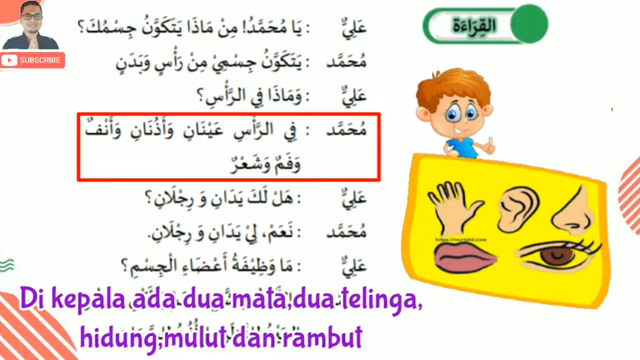 القِرَاءَة
SUBSCRIBE
عَلِيٌّ : يَا مُحَمَّدُ! مِنْ مَاذَا يَتَكَوَّنُ جِسْمُكَ؟
مُحَمَّد : يَتَكَوَّنُ جِسْمِيْ مِنْ رَأْسٍ وَبَدَنٍ
عَلِيٌّ : وَمَاذَا فِي الرَّأْسِ؟
مُحَمَّد : فِي الرَّأْسِ عَيْنَانِ وَأُذُنَانِ وَأَنْفٌ
وَفَمٌ وَشَعْرٌ
عَلِيٌّ : هَلْ لَكَ يَدَانِ وَ رِجْلَانِ؟
مُحَمَّد : نَعَمْ، لِيْ يَدَانِ وَ رِجْلَانِ.
عَلِيٌّ : مَا وَظِيْفَةُ أَعْضَاءِ الْجِسْمِ؟
Di kepala ada dua mata,dua telinga,
hidung,mulut dan rambut